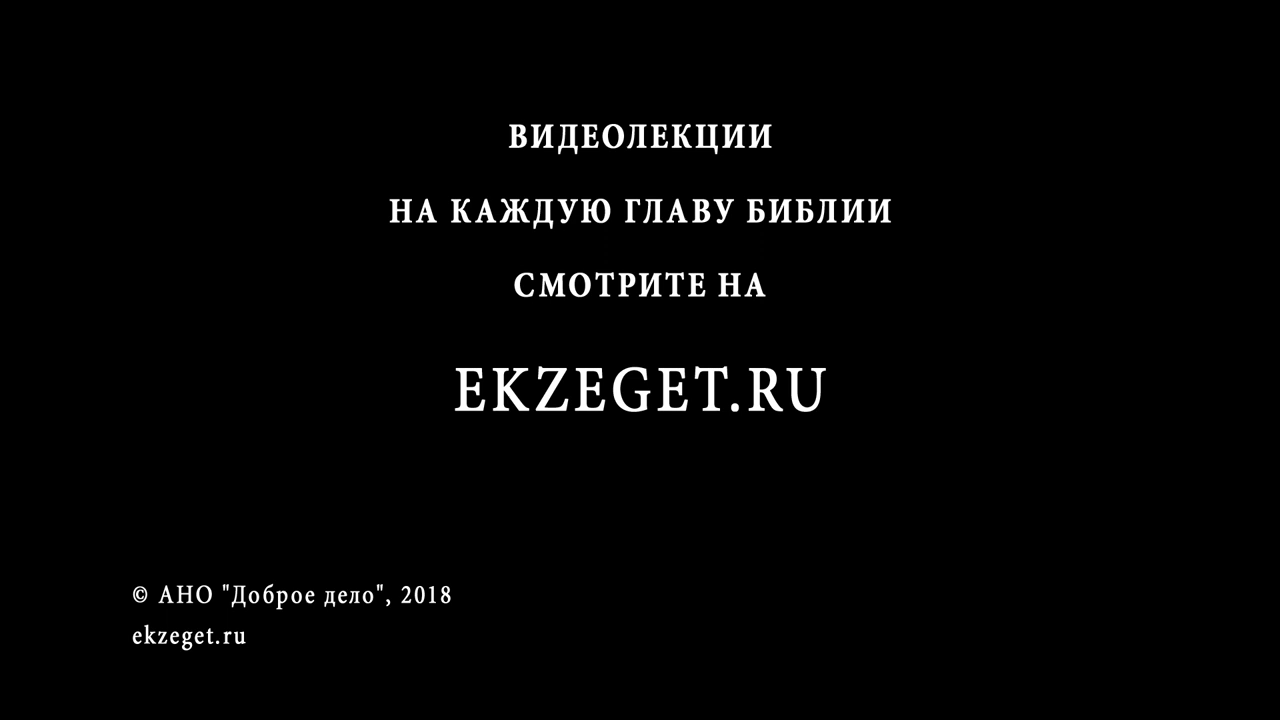 ВИДЕОЛЕКЦИИ
НА КАЖДУЮ ГЛАВУ БИБЛИИ
СМОТРИТЕ НА
EKZEGET.RU
© АНО "Доброе дело", 2018
ekzeget.ru